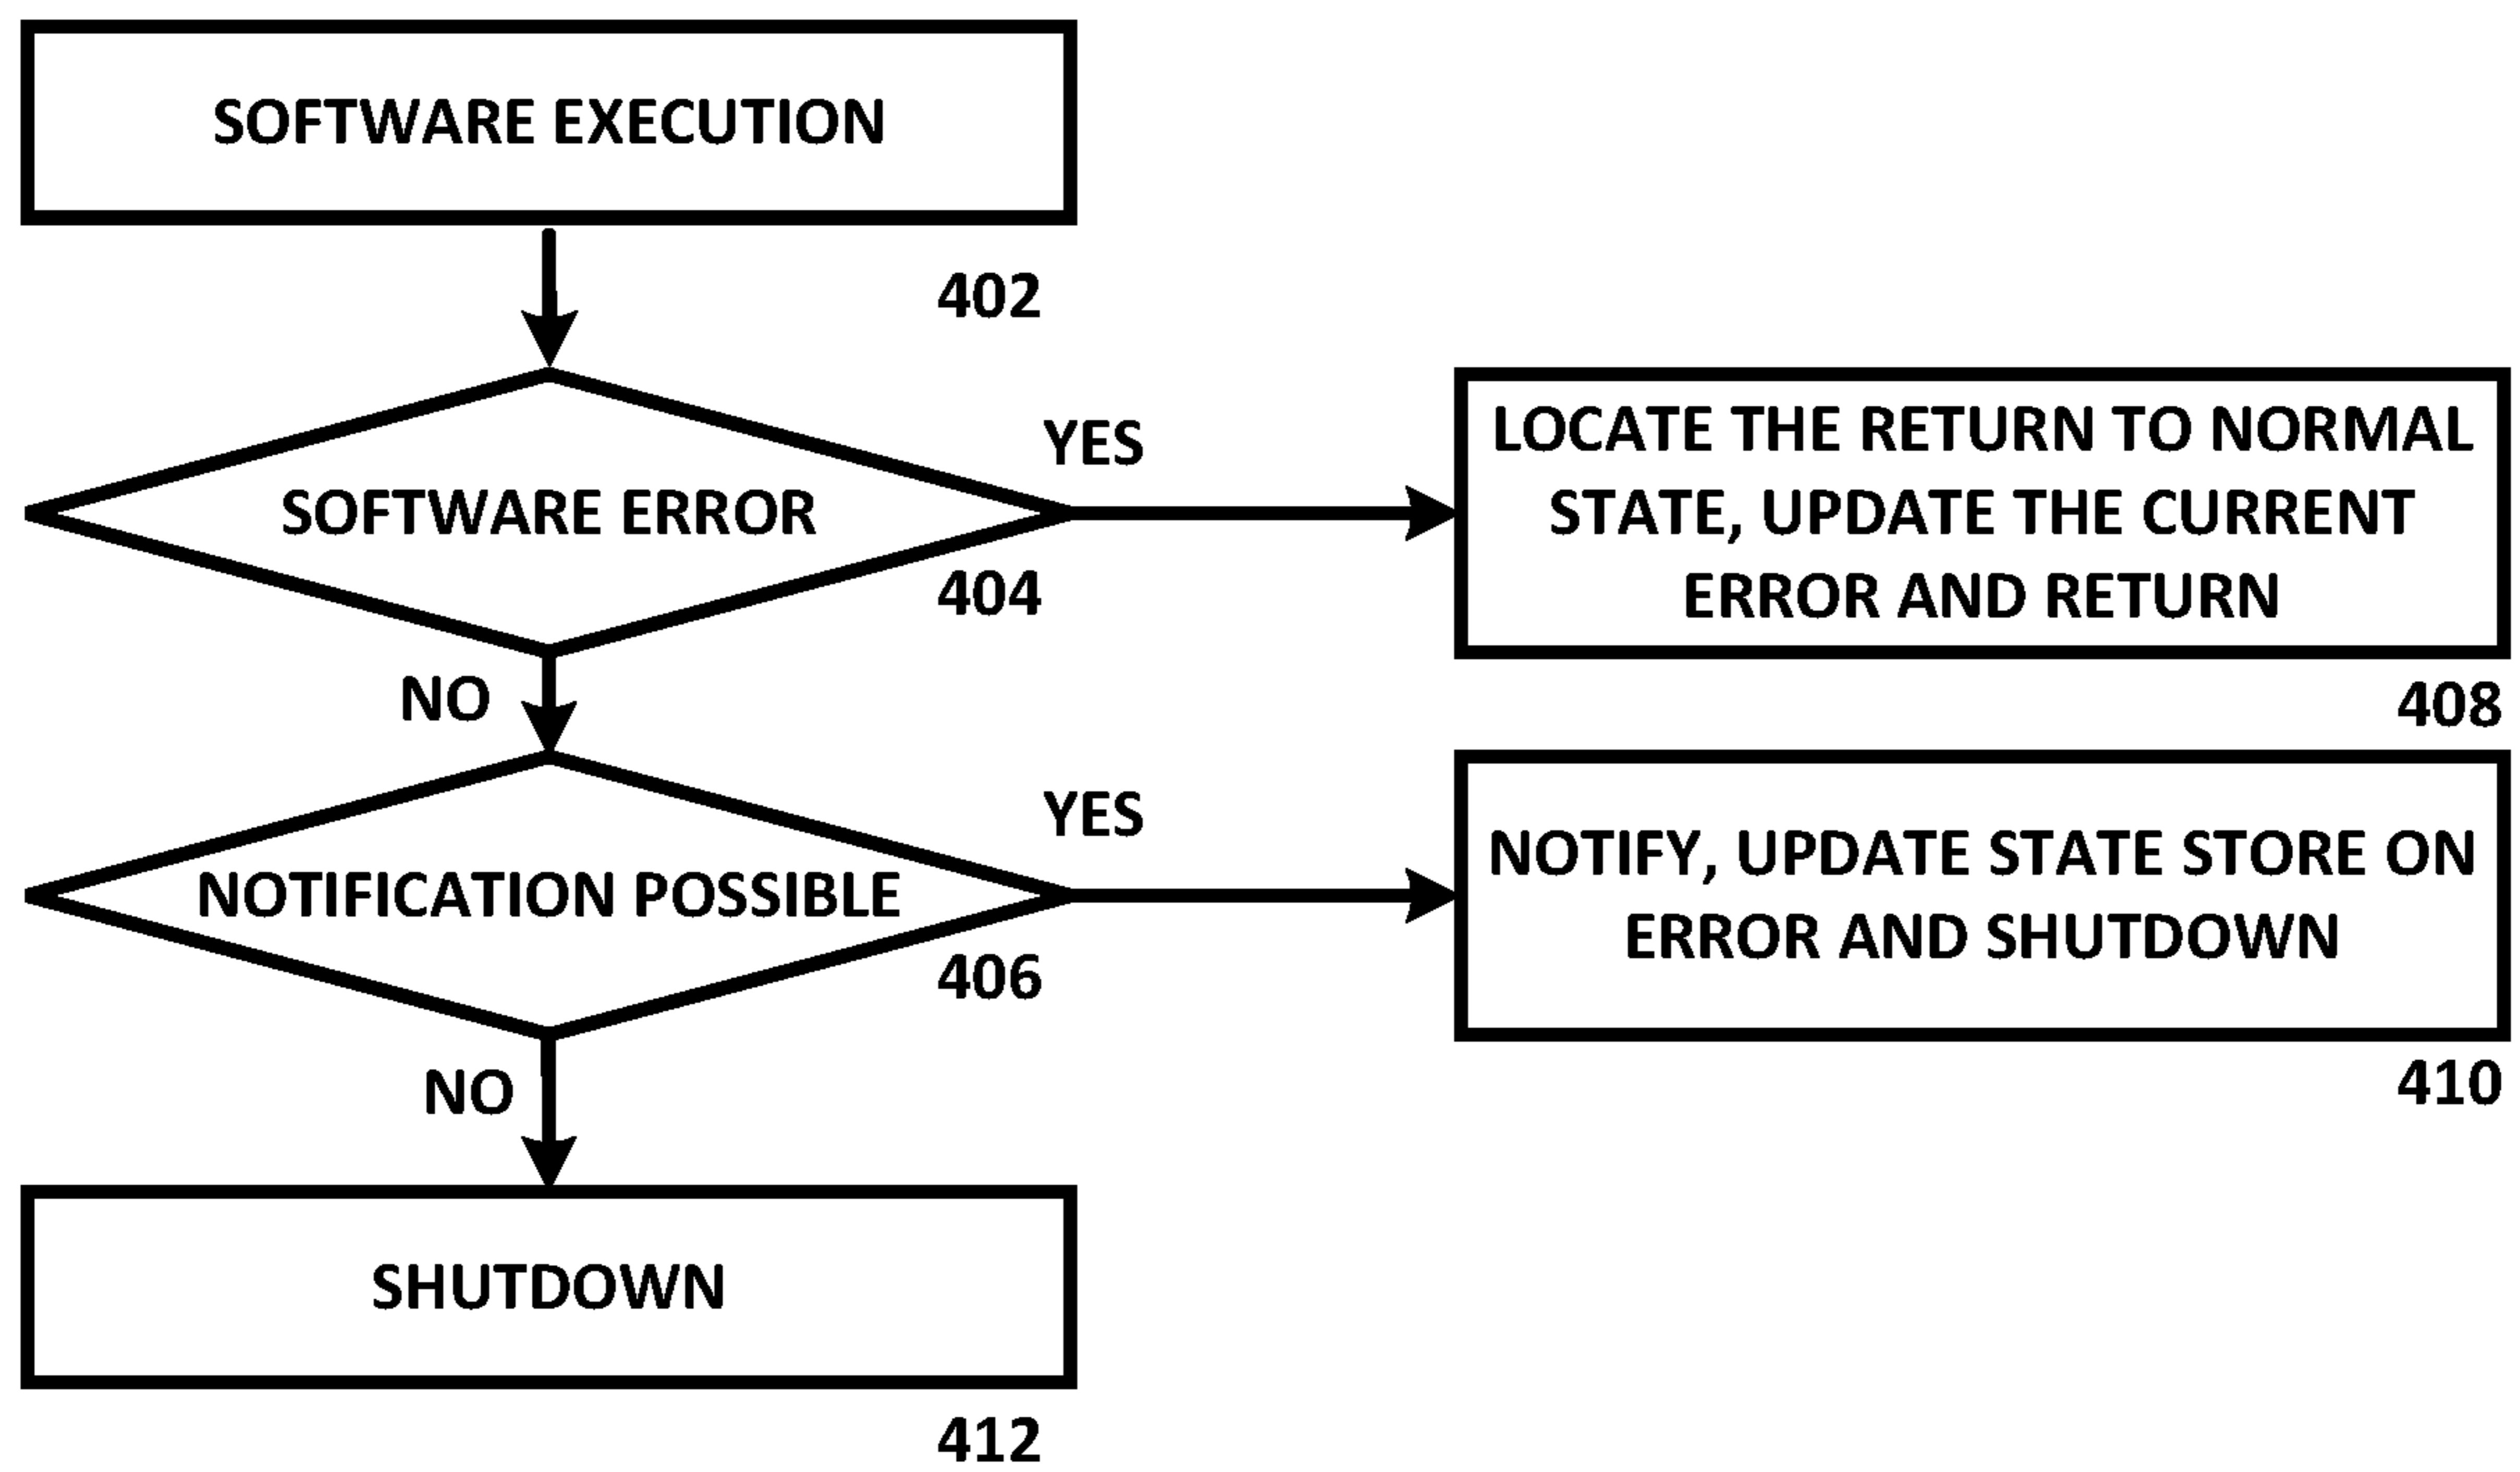 SOFTWARE EXECUTION
402
SOFTWARE ERROR
404
YES
LOCATE THE RETURN TO NORMAL
STATE, UPDATE THE CURRENT
ERROR AND RETURN
408
NO
NOTIFICATION POSSIBLE
406
YES
NOTIFY, UPDATE STATE STORE ON
ERROR AND SHUTDOWN
410
NO
SHUTDOWN
412